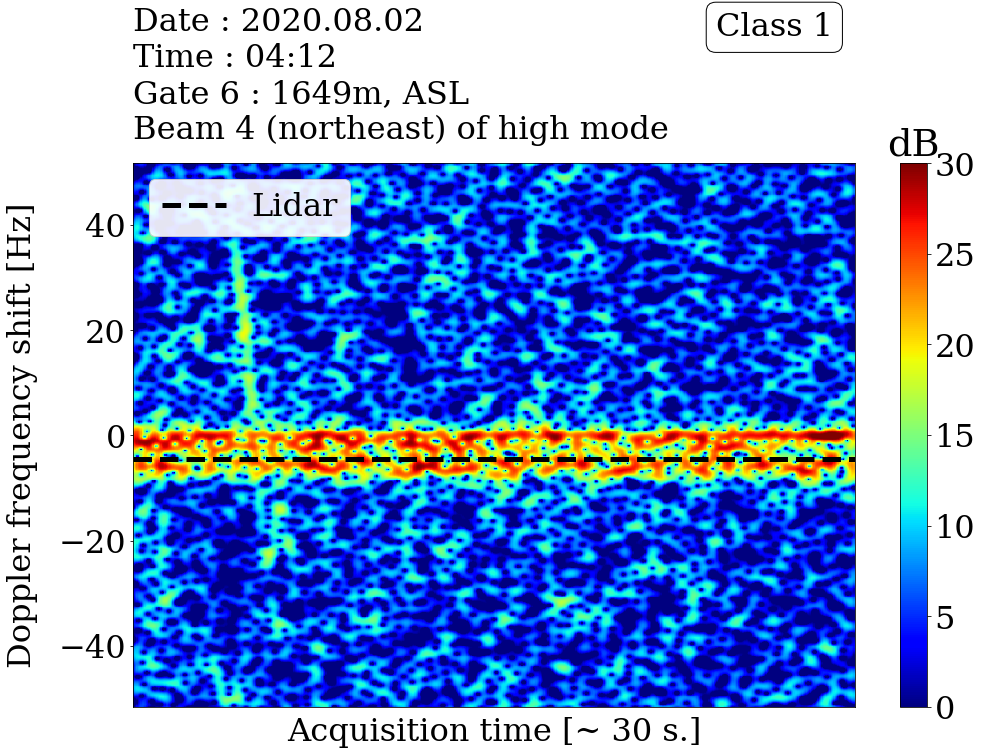 Date : 2020.08.02
Class 1
Time : 04:12
Gate 6 : 1649m, ASL
Beam 4 (northeast) of high mode
dB
Lidar
Doppler frequency shift [Hz]
40
20
0
−20
−40
30
25
20
15
10
5
0
Acquisition time [~ 30 s.]